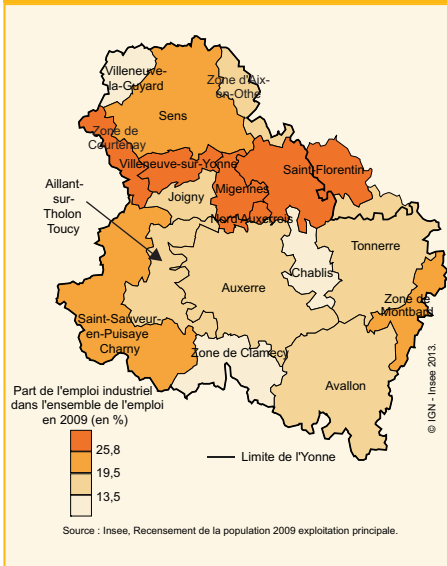 Villeneuve-
la-Guyard
Zone d'Aix-
en-Othe
Sens
Zone de
Courtenay
Villeneuve-sur-Yonne
Saint-Florentin
Aillant-
sur-
Tholon
Toucy
Migennes
Joigny
Nord Auxerrois
Tonnerre
Chablis
Auxerre
Zone de
Montbard
Saint-Sauveur-
en-Puisaye
Charny
Zone de Clamecy
Avallon
Part de l'emploi industriel
dans l'ensemble de l'emploi
en 2009 (en %)
25,8
19,5
13,5
Limite de l'Yonne
© IGN - Insee 2013.
Source : Insee, Recensement de la population 2009 exploitation principale.